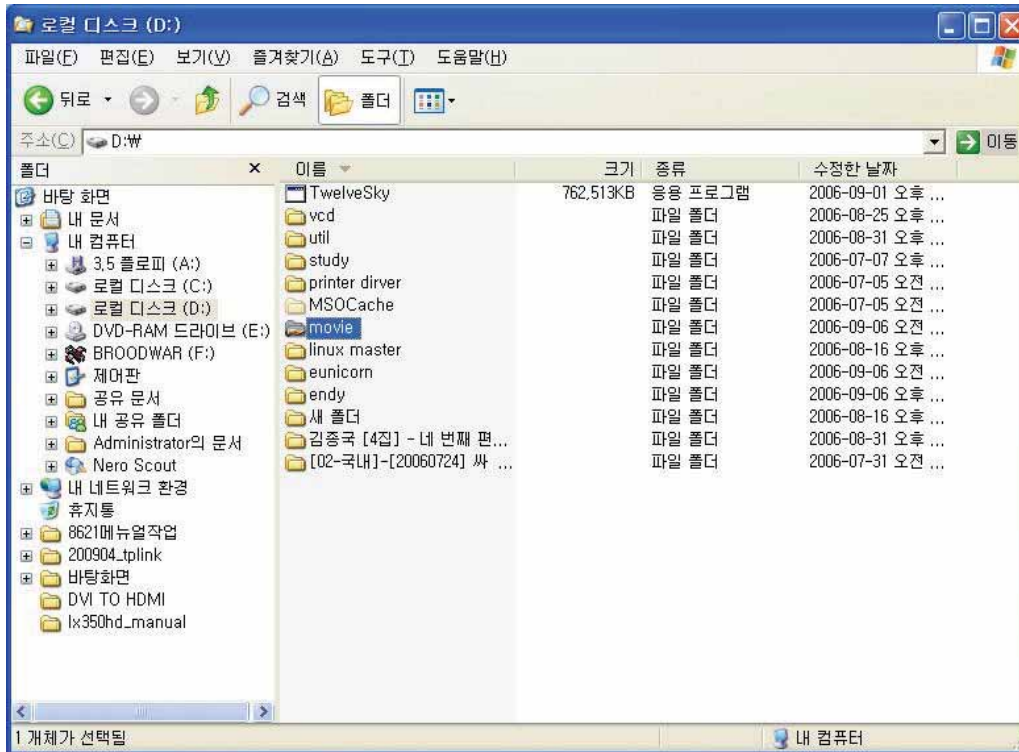 로컬 디스크 (D:)
파일(F) 편집(E) 보기(V) 즐겨찾기(A) 도구(T) 도움말(H)
뒤로 검색 폴더
주소(C) D:₩ 이동
폴더 × 이름 크기 종류 수정한 날짜
바탕 화면
내 문서
내 컴퓨터
3.5 플로피 (A:)
로컬 디스크 (C:)
로컬 디스크 (D:)
DVD-RAM 드라이브 (E:)
BROODWAR (F:)
제어판
공유 문서
내 공유 폴더
Administrator의 문서
Nero Scout
내 네트워크 환경
휴지통
8621메뉴얼작업
200904_tplink
바탕화면
DVI TO HDMI
lx350hd_manual
TwelveSky 762,513KB 응용 프로그램 2006-09-01 오후 ...
vcd 파일 폴더 2006-08-25 오후 ...
util 파일 폴더 2006-08-31 오후 ...
study 파일 폴더 2006-07-07 오후 ...
printer dirver 파일 폴더 2006-07-05 오전 ...
MSOCache 파일 폴더 2006-07-05 오전 ...
movie 파일 폴더 2006-09-06 오전 ...
linux master 파일 폴더 2006-08-16 오후 ...
eunicorn 파일 폴더 2006-09-06 오전 ...
endy 파일 폴더 2006-09-06 오전 ...
새 폴더 파일 폴더 2006-08-16 오후 ...
김종국 [4집] - 네 번째 편... 파일 폴더 2006-08-31 오후 ...
[02-국내]-[20060724] 싸 ... 파일 폴더 2006-07-31 오전 ...
1 개체가 선택됨 내 컴퓨터